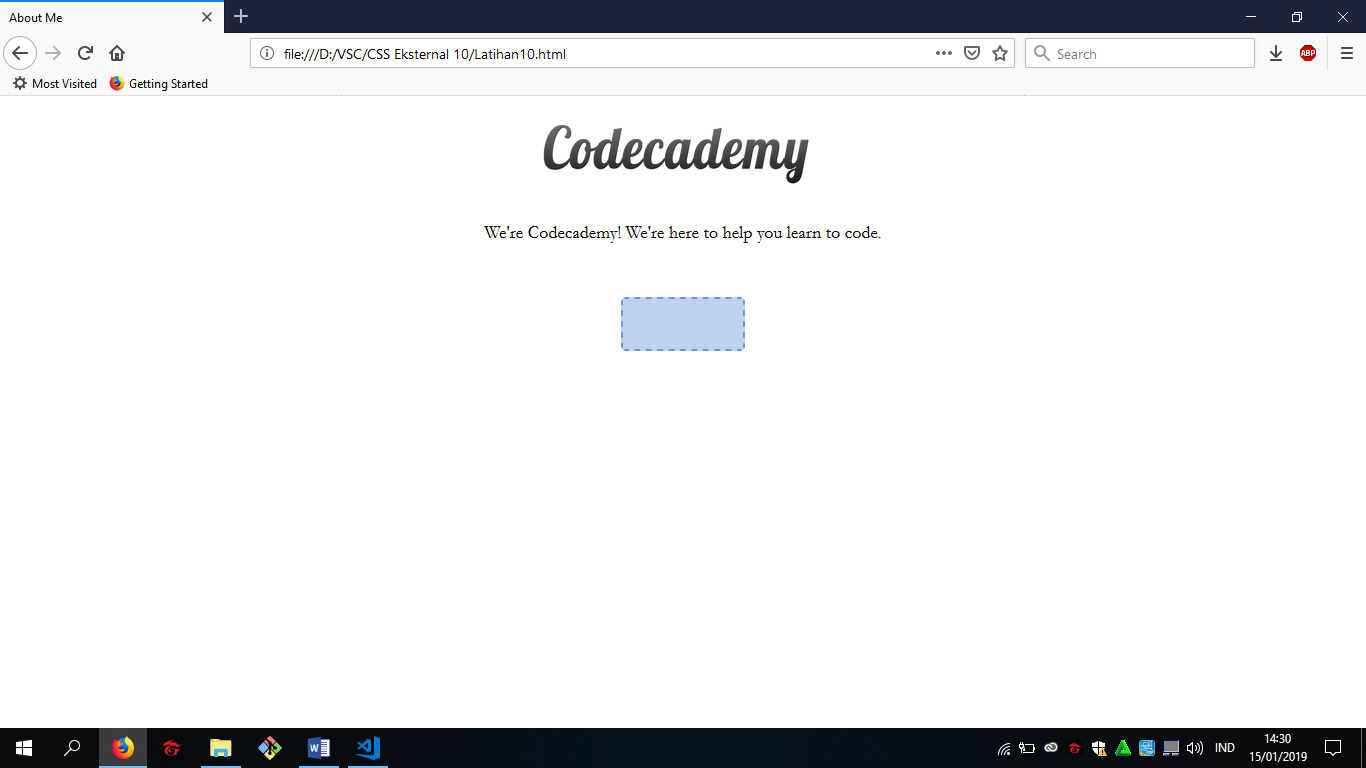 About Me
file:///D:/VSC/CSS Eksternal 10/Latihan10.html
Search
ABP
Most Visited
Getting Started
Codecademy
We're Codecademy! We're here to help you learn to code.
IND
14:30
15/01/2019